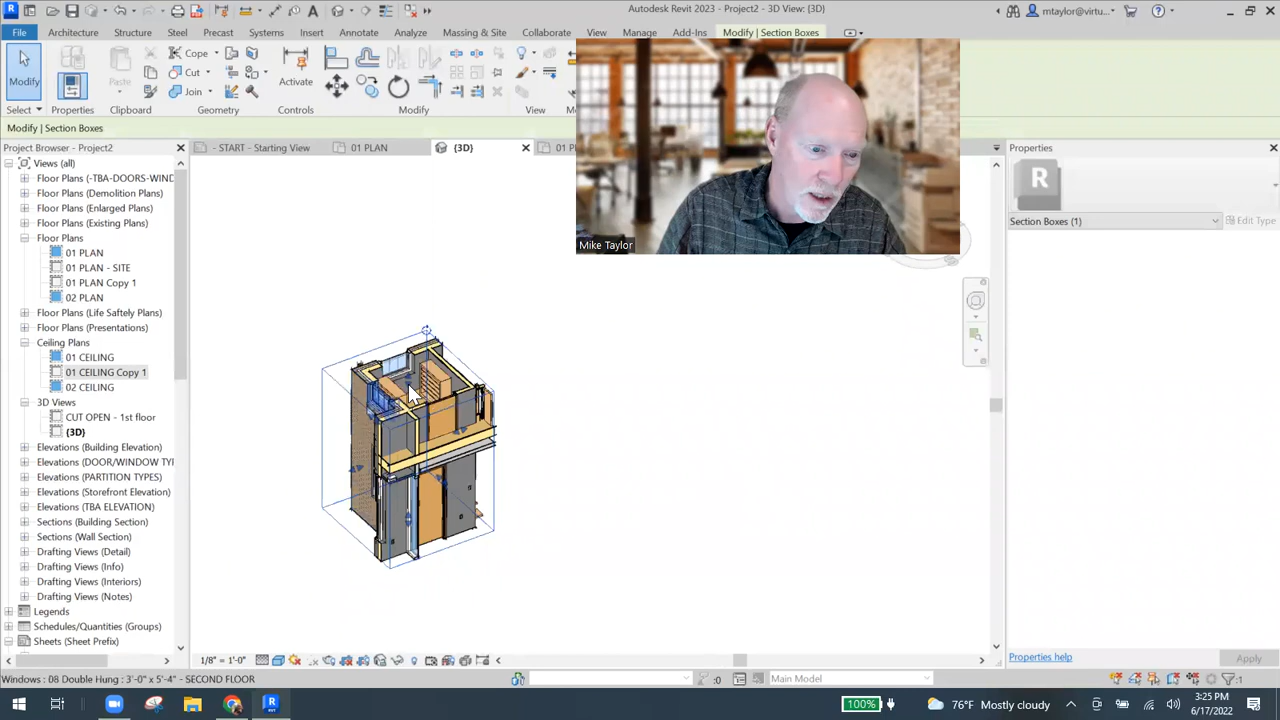 Autodesk Revit 2023 - Project2 - 3D View: {3D}
mtaylor@virtu...
File Architecture Structure Steel Precast Systems Insert Annotate Analyze Massing & Site Collaborate View Manage Add-Ins Modify | Section Boxes
Modify
Paste
Cope
Cut
Join
Activate
Select Properties Clipboard Geometry Controls Modify View
Modify | Section Boxes
Project Browser - Project2
- START - Starting View
01 PLAN
{3D}
01 P
Properties
R
Section Boxes (1)
Edit Type
Mike Taylor
Views (all)
Floor Plans (-TBA-DOORS-WIND
Floor Plans (Demolition Plans)
Floor Plans (Enlarged Plans)
Floor Plans (Existing Plans)
Floor Plans
01 PLAN
01 PLAN - SITE
01 PLAN Copy 1
02 PLAN
Floor Plans (Life Saftely Plans)
Floor Plans (Presentations)
Ceiling Plans
01 CEILING
01 CEILING Copy 1
02 CEILING
3D Views
CUT OPEN - 1st floor
{3D}
Elevations (Building Elevation)
Elevations (DOOR/WINDOW TY
Elevations (PARTITION TYPES)
Elevations (Storefront Elevation)
Elevations (TBA ELEVATION)
Sections (Building Section)
Sections (Wall Section)
Drafting Views (Detail)
Drafting Views (Info)
Drafting Views (Interiors)
Drafting Views (Notes)
Legends
Schedules/Quantities (Groups)
Sheets (Sheet Prefix)
1/8" = 1'-0"
Properties help
Apply
Windows : 08 Double Hung : 3'-0" x 5'-4" - SECOND FLOOR
:0
Main Model
100%
76°F Mostly cloudy
3:25 PM
6/17/2022